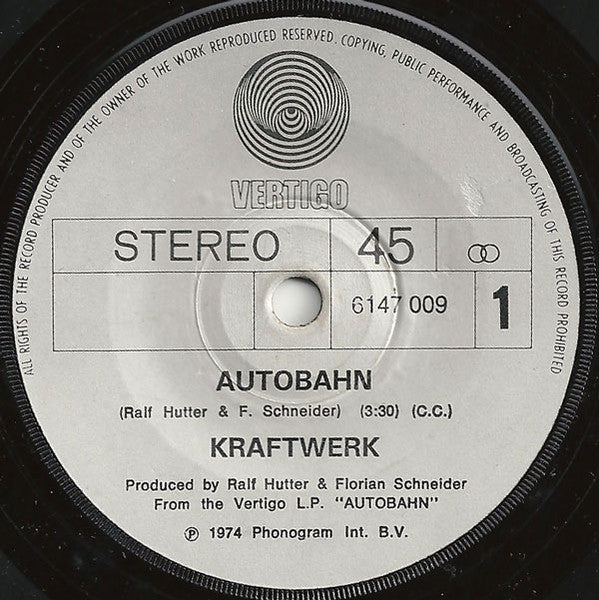 ALL RIGHTS OF THE RECORD PRODUCER AND OF THE OWNER OF THE WORK REPRODUCED RESERVED. COPYING, PUBLIC PERFORMANCE AND BROADCASTING OF THIS RECORD PROHIBITED
VERTIGO
STEREO 45
6147 009 1
AUTOBAHN
(Ralf Hutter & F. Schneider) (3:30) (C.C.)
KRAFTWERK
Produced by Ralf Hutter & Florian Schneider
From the Vertigo L.P. "AUTOBAHN"
℗ 1974 Phonogram Int. B.V.